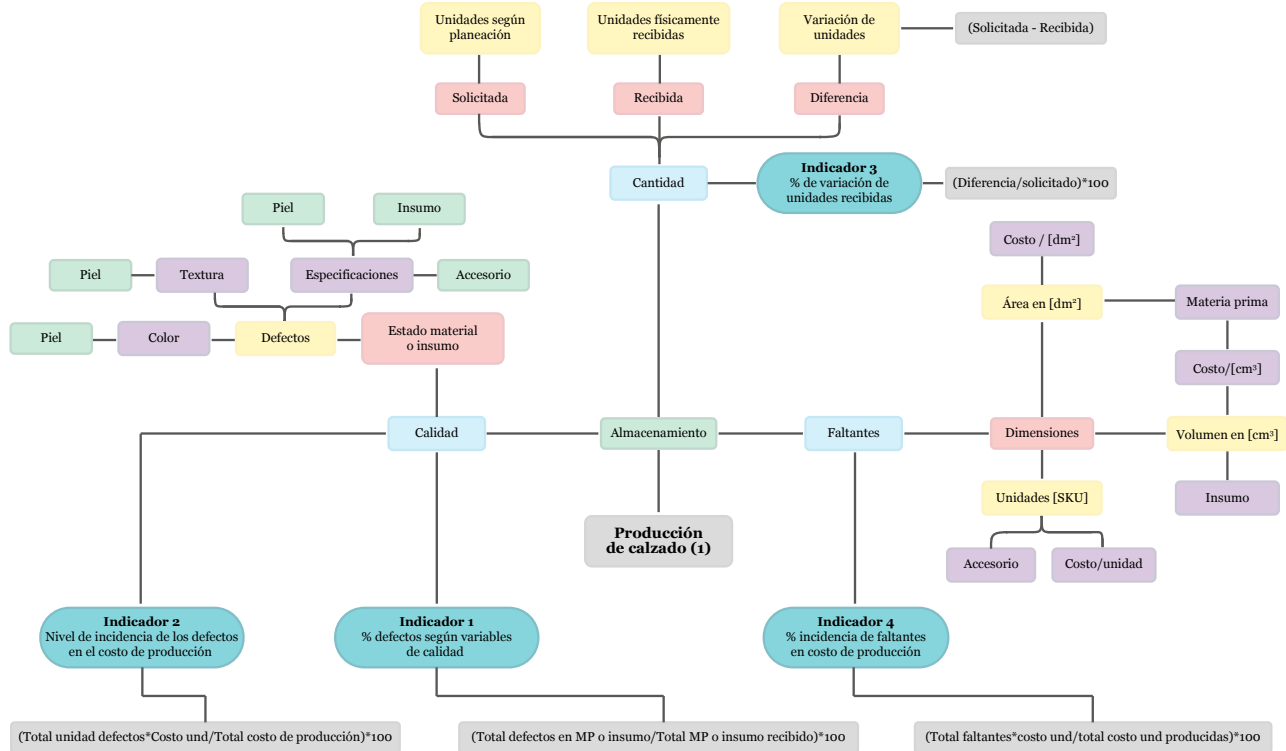 Unidades según
planeación
Unidades físicamente
recibidas
Variación de
unidades
(Solicitada - Recibida)
Solicitada
Recibida
Diferencia
Cantidad
Indicador 3
% de variación de
unidades recibidas
(Diferencia/solicitado)*100
Piel
Insumo
Piel
Textura
Especificaciones
Accesorio
Piel
Color
Defectos
Estado material
o insumo
Costo / [dm²]
Área en [dm²]
Materia prima
Costo/[cm³]
Calidad
Almacenamiento
Faltantes
Dimensiones
Volumen en [cm³]
Unidades [SKU]
Insumo
Accesorio
Costo/unidad
Producción
de calzado (1)
Indicador 2
Nivel de incidencia de los defectos
en el costo de producción
Indicador 1
% defectos según variables
de calidad
Indicador 4
% incidencia de faltantes
en costo de producción
(Total unidad defectos*Costo und/Total costo de producción)*100
(Total defectos en MP o insumo/Total MP o insumo recibido)*100
(Total faltantes*costo und/total costo und producidas)*100